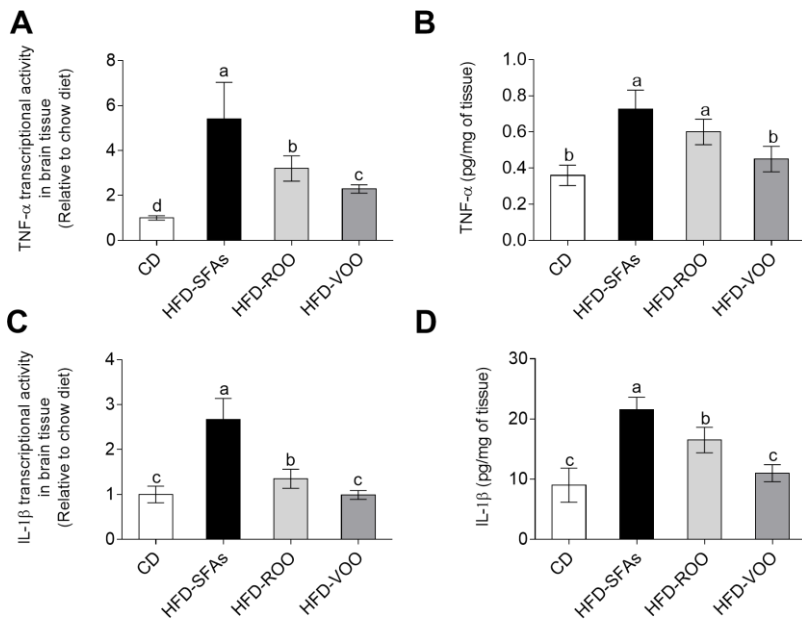 A
TNF-α transcriptional activity
in brain tissue
(Relative to chow diet)
8
6
4
2
0
d
a
b
c
CD
HFD-SFAs
HFD-ROO
HFD-VOO
B
TNF-α (pg/mg of tissue)
1.0
0.8
0.6
0.4
0.2
0.0
b
a
a
b
CD
HFD-SFAs
HFD-ROO
HFD-VOO
C
IL-1β transcriptional activity
in brain tissue
(Relative to chow diet)
4
3
2
1
0
c
a
b
c
CD
HFD-SFAs
HFD-ROO
HFD-VOO
D
IL-1β (pg/mg of tissue)
30
20
10
0
c
a
b
c
CD
HFD-SFAs
HFD-ROO
HFD-VOO